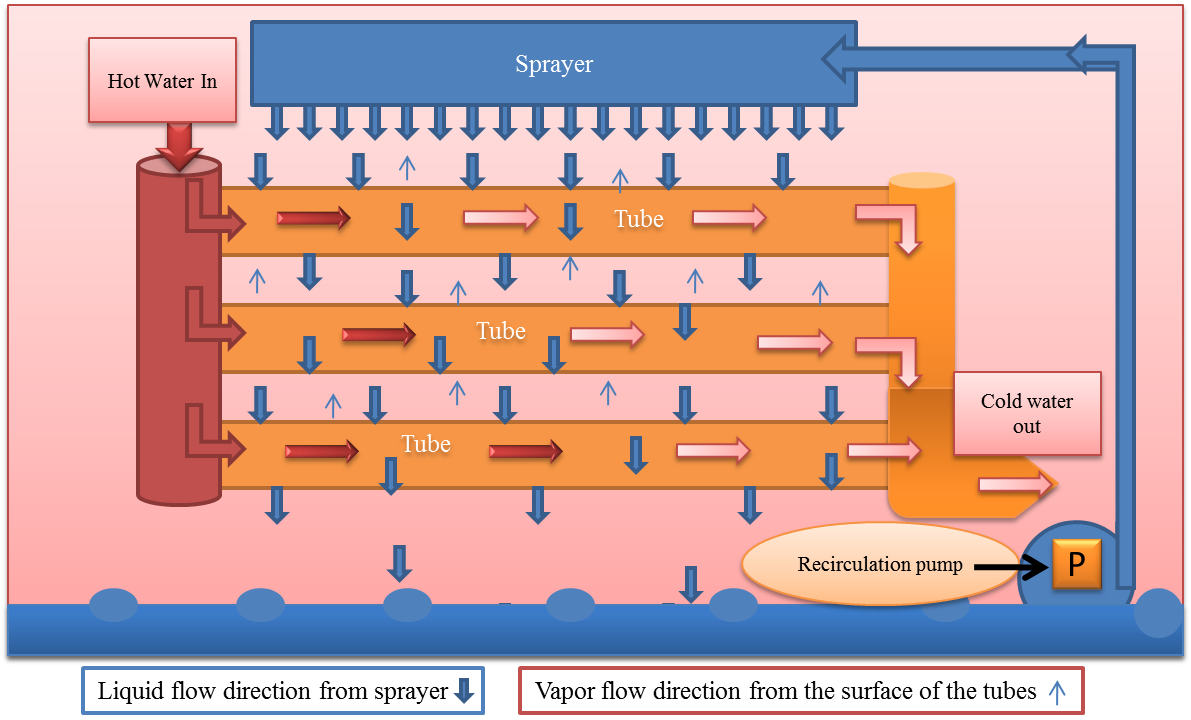 Sprayer
Hot Water In
Tube
Tube
Cold water
out
Tube
Recirculation pump
P
Liquid flow direction from sprayer
Vapor flow direction from the surface of the tubes